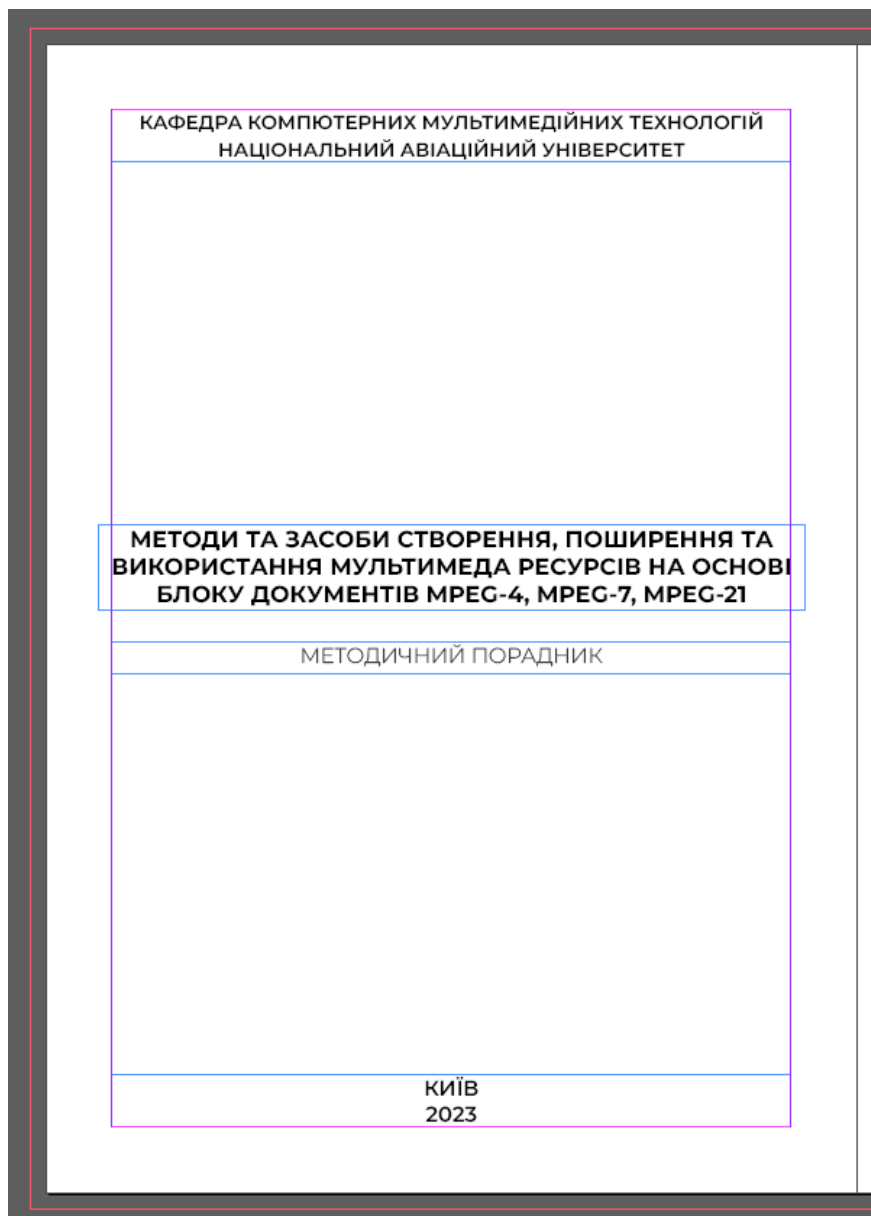 КАФЕДРА КОМПЮТЕРНИХ МУЛЬТИМЕДІЙНИХ ТЕХНОЛОГІЙ
НАЦІОНАЛЬНИЙ АВІАЦІЙНИЙ УНІВЕРСИТЕТ
МЕТОДИ ТА ЗАСОБИ СТВОРЕННЯ, ПОШИРЕННЯ ТА
ВИКОРИСТАННЯ МУЛЬТИМЕДА РЕСУРСІВ НА ОСНОВІ
БЛОКУ ДОКУМЕНТІВ MPEG-4, MPEG-7, MPEG-21
МЕТОДИЧНИЙ ПОРАДНИК
КИЇВ
2023